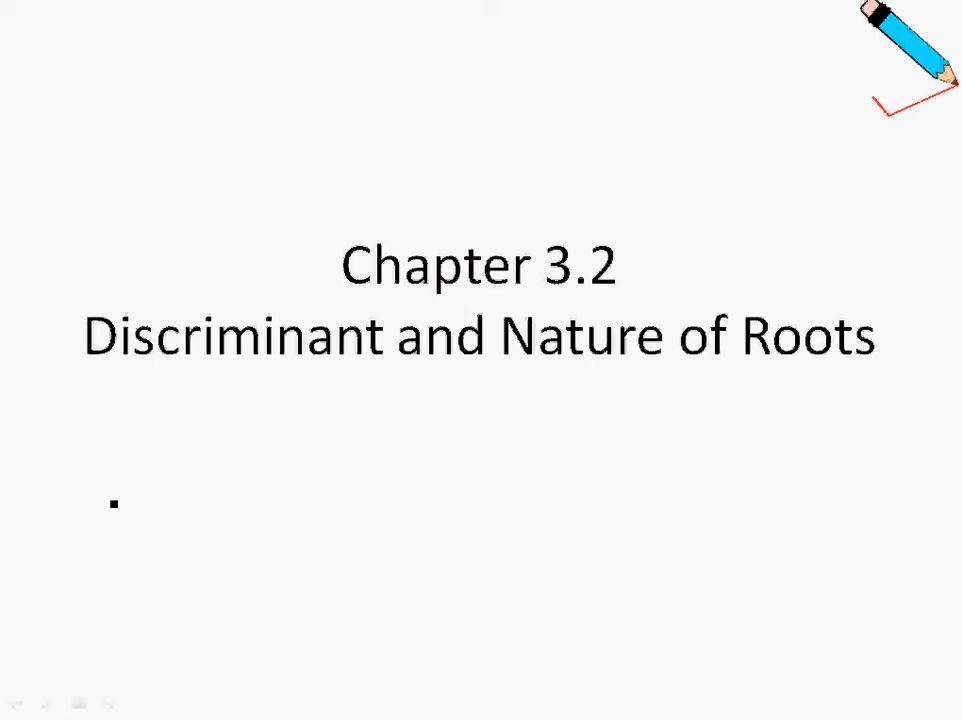 Chapter 3.2
Discriminant and Nature of Roots
.